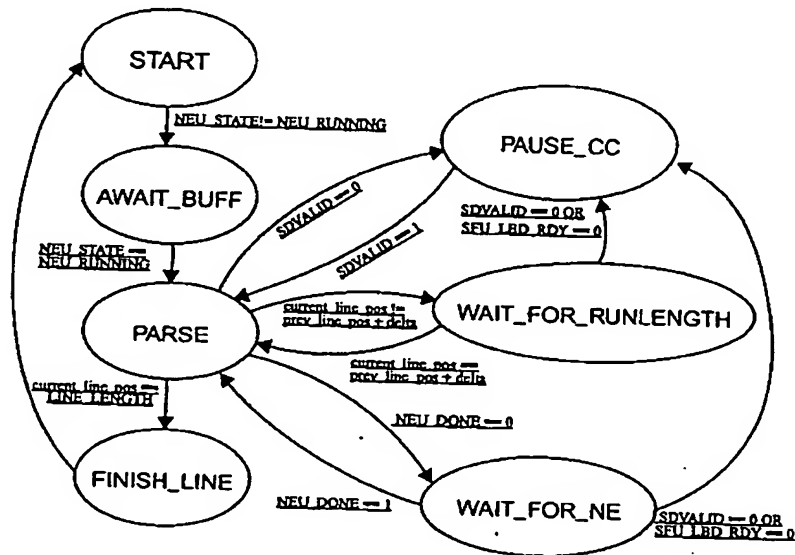 START
NEU_STATE!= NEU_RUNNING
PAUSE_CC
AWAIT_BUFF
SDVALID == 0
SDVALID == 0 OR
SFU_LBD_RDY == 0
NEU_STATE ==
NEU_RUNNING
SDVALID == 1
current_line_pos !=
prev_line_pos + delta
WAIT_FOR_RUNLENGTH
PARSE
current_line_pos ==
prev_line_pos + delta
current_line_pos ==
LINE_LENGTH
NEU_DONE == 0
FINISH_LINE
NEU_DONE == 1
WAIT_FOR_NE
SDVALID == 0 OR
SFU_LBD_RDY == 0